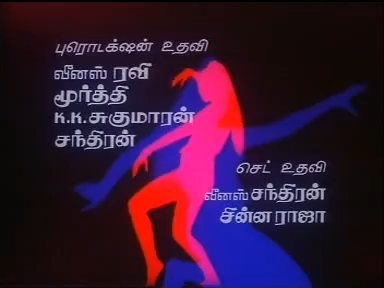 புரொடக்ஷன் உதவி
வீனஸ் ரவி
மூர்த்தி
K.K.சுகுமாரன்
சந்திரன்
செட் உதவி
வீனஸ் சந்திரன்
சின்ன ராஜா